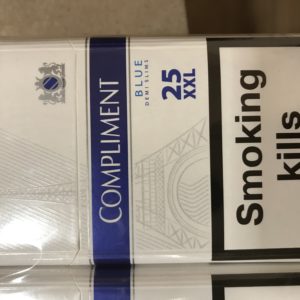 COMPLIMENT
BLUE
DEMI SLIMS
25
XXL
Smoking
kills